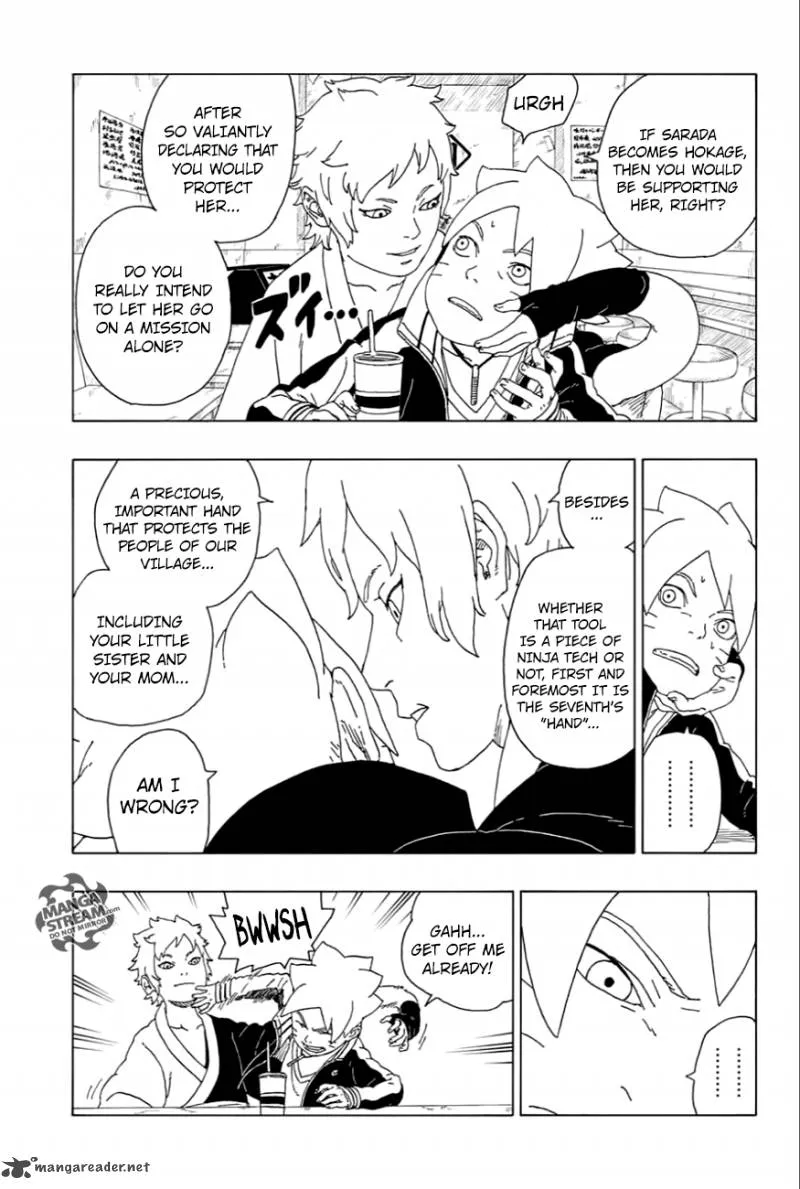 IF SARADA
BECOMES HOKAGE,
THEN YOU WOULD
BE SUPPORTING
HER, RIGHT?
URGH
AFTER
SO VALIANTLY
DECLARING THAT
YOU WOULD
PROTECT
HER...
DO YOU
REALLY INTEND
TO LET HER GO
ON A MISSION
ALONE?
ズイ...
BESIDES
...
WHETHER
THAT TOOL
IS A PIECE OF
NINJA TECH OR
NOT, FIRST AND
FOREMOST IT IS
THE SEVENTH'S
"HAND"...
A PRECIOUS,
IMPORTANT HAND
THAT PROTECTS THE
PEOPLE OF OUR
VILLAGE...
INCLUDING
YOUR LITTLE
SISTER AND
YOUR MOM...
AM I
WRONG?
GAHH...
GET OFF ME
ALREADY!
BWWSH
MANGA
STREAM.com
DO NOT MIRROR
mangareader.net